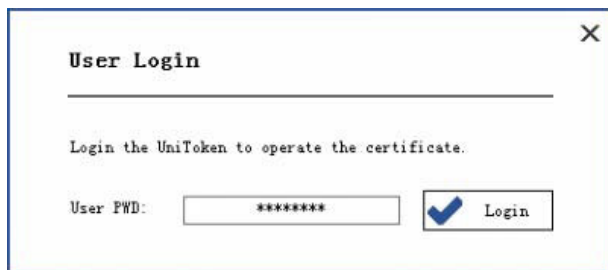 User Login
Login the UniToken to operate the certificate.
User PWD: ******** Login